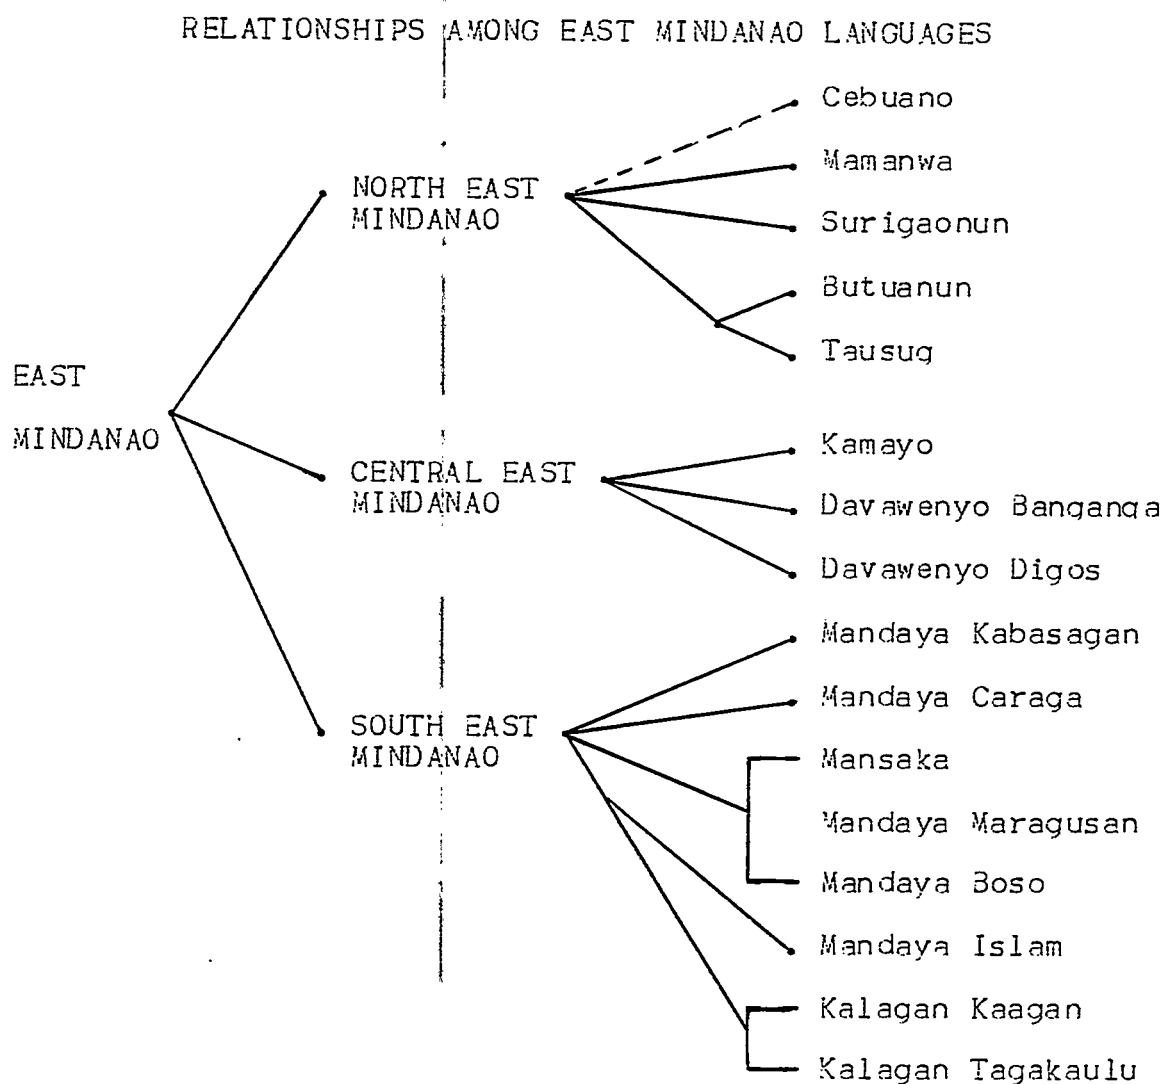 RELATIONSHIPS AMONG EAST MINDANAO LANGUAGES
Cebuano
Mamanwa
NORTH EAST
MINDANAO
Surigaonun
Butuanun
Tausug
EAST
MINDANAO
Kamayo
CENTRAL EAST
MINDANAO
Davawenyo Banganga
Davawenyo Digos
Mandaya Kabasagan
Mandaya Caraga
SOUTH EAST
MINDANAO
Mansaka
Mandaya Maragusan
Mandaya Boso
Mandaya Islam
Kalagan Kaagan
Kalagan Tagakaulu